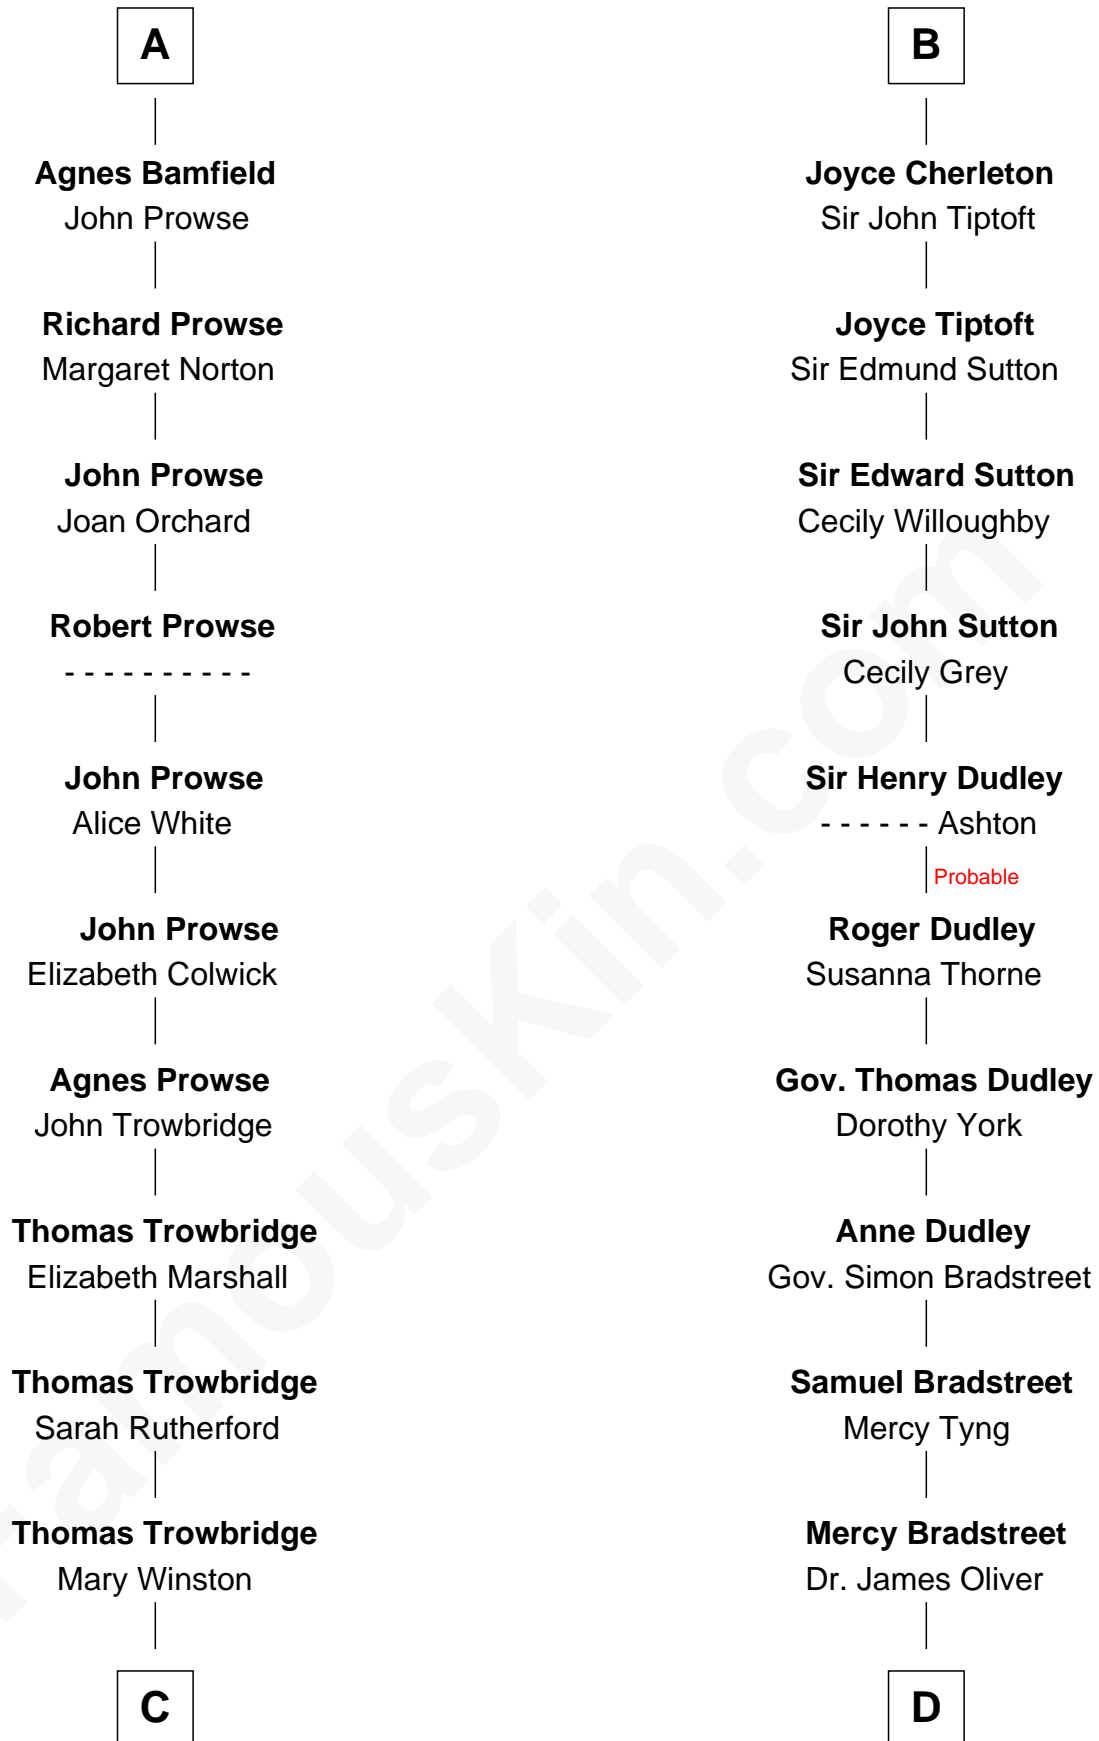 A
Agnes Bamfield
John Prowse
Richard Prowse
Margaret Norton
John Prowse
Joan Orchard
Robert Prowse
- - - - - - - - - -
John Prowse
Alice White
John Prowse
Elizabeth Colwick
Agnes Prowse
John Trowbridge
Thomas Trowbridge
Elizabeth Marshall
Thomas Trowbridge
Sarah Rutherford
Thomas Trowbridge
Mary Winston
C
B
Joyce Cherleton
Sir John Tiptoft
Joyce Tiptoft
Sir Edmund Sutton
Sir Edward Sutton
Cecily Willoughby
Sir John Sutton
Cecily Grey
Sir Henry Dudley
- - - - - - Ashton
Probable
Roger Dudley
Susanna Thorne
Gov. Thomas Dudley
Dorothy York
Anne Dudley
Gov. Simon Bradstreet
Samuel Bradstreet
Mercy Tyng
Mercy Bradstreet
Dr. James Oliver
D
FamousKin.com